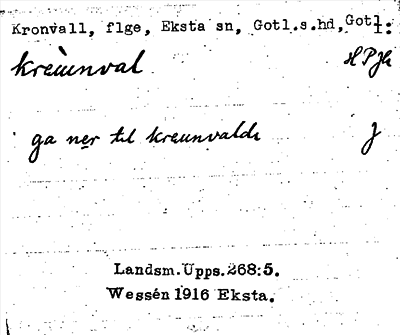 Kronvall, flge, Eksta sn, Gotl.s.hd, Gotl:
kreùnval HPJk
ga ner til kreunvalde J
Landsm.Upps.268:5.
Wessén 1916 Eksta.